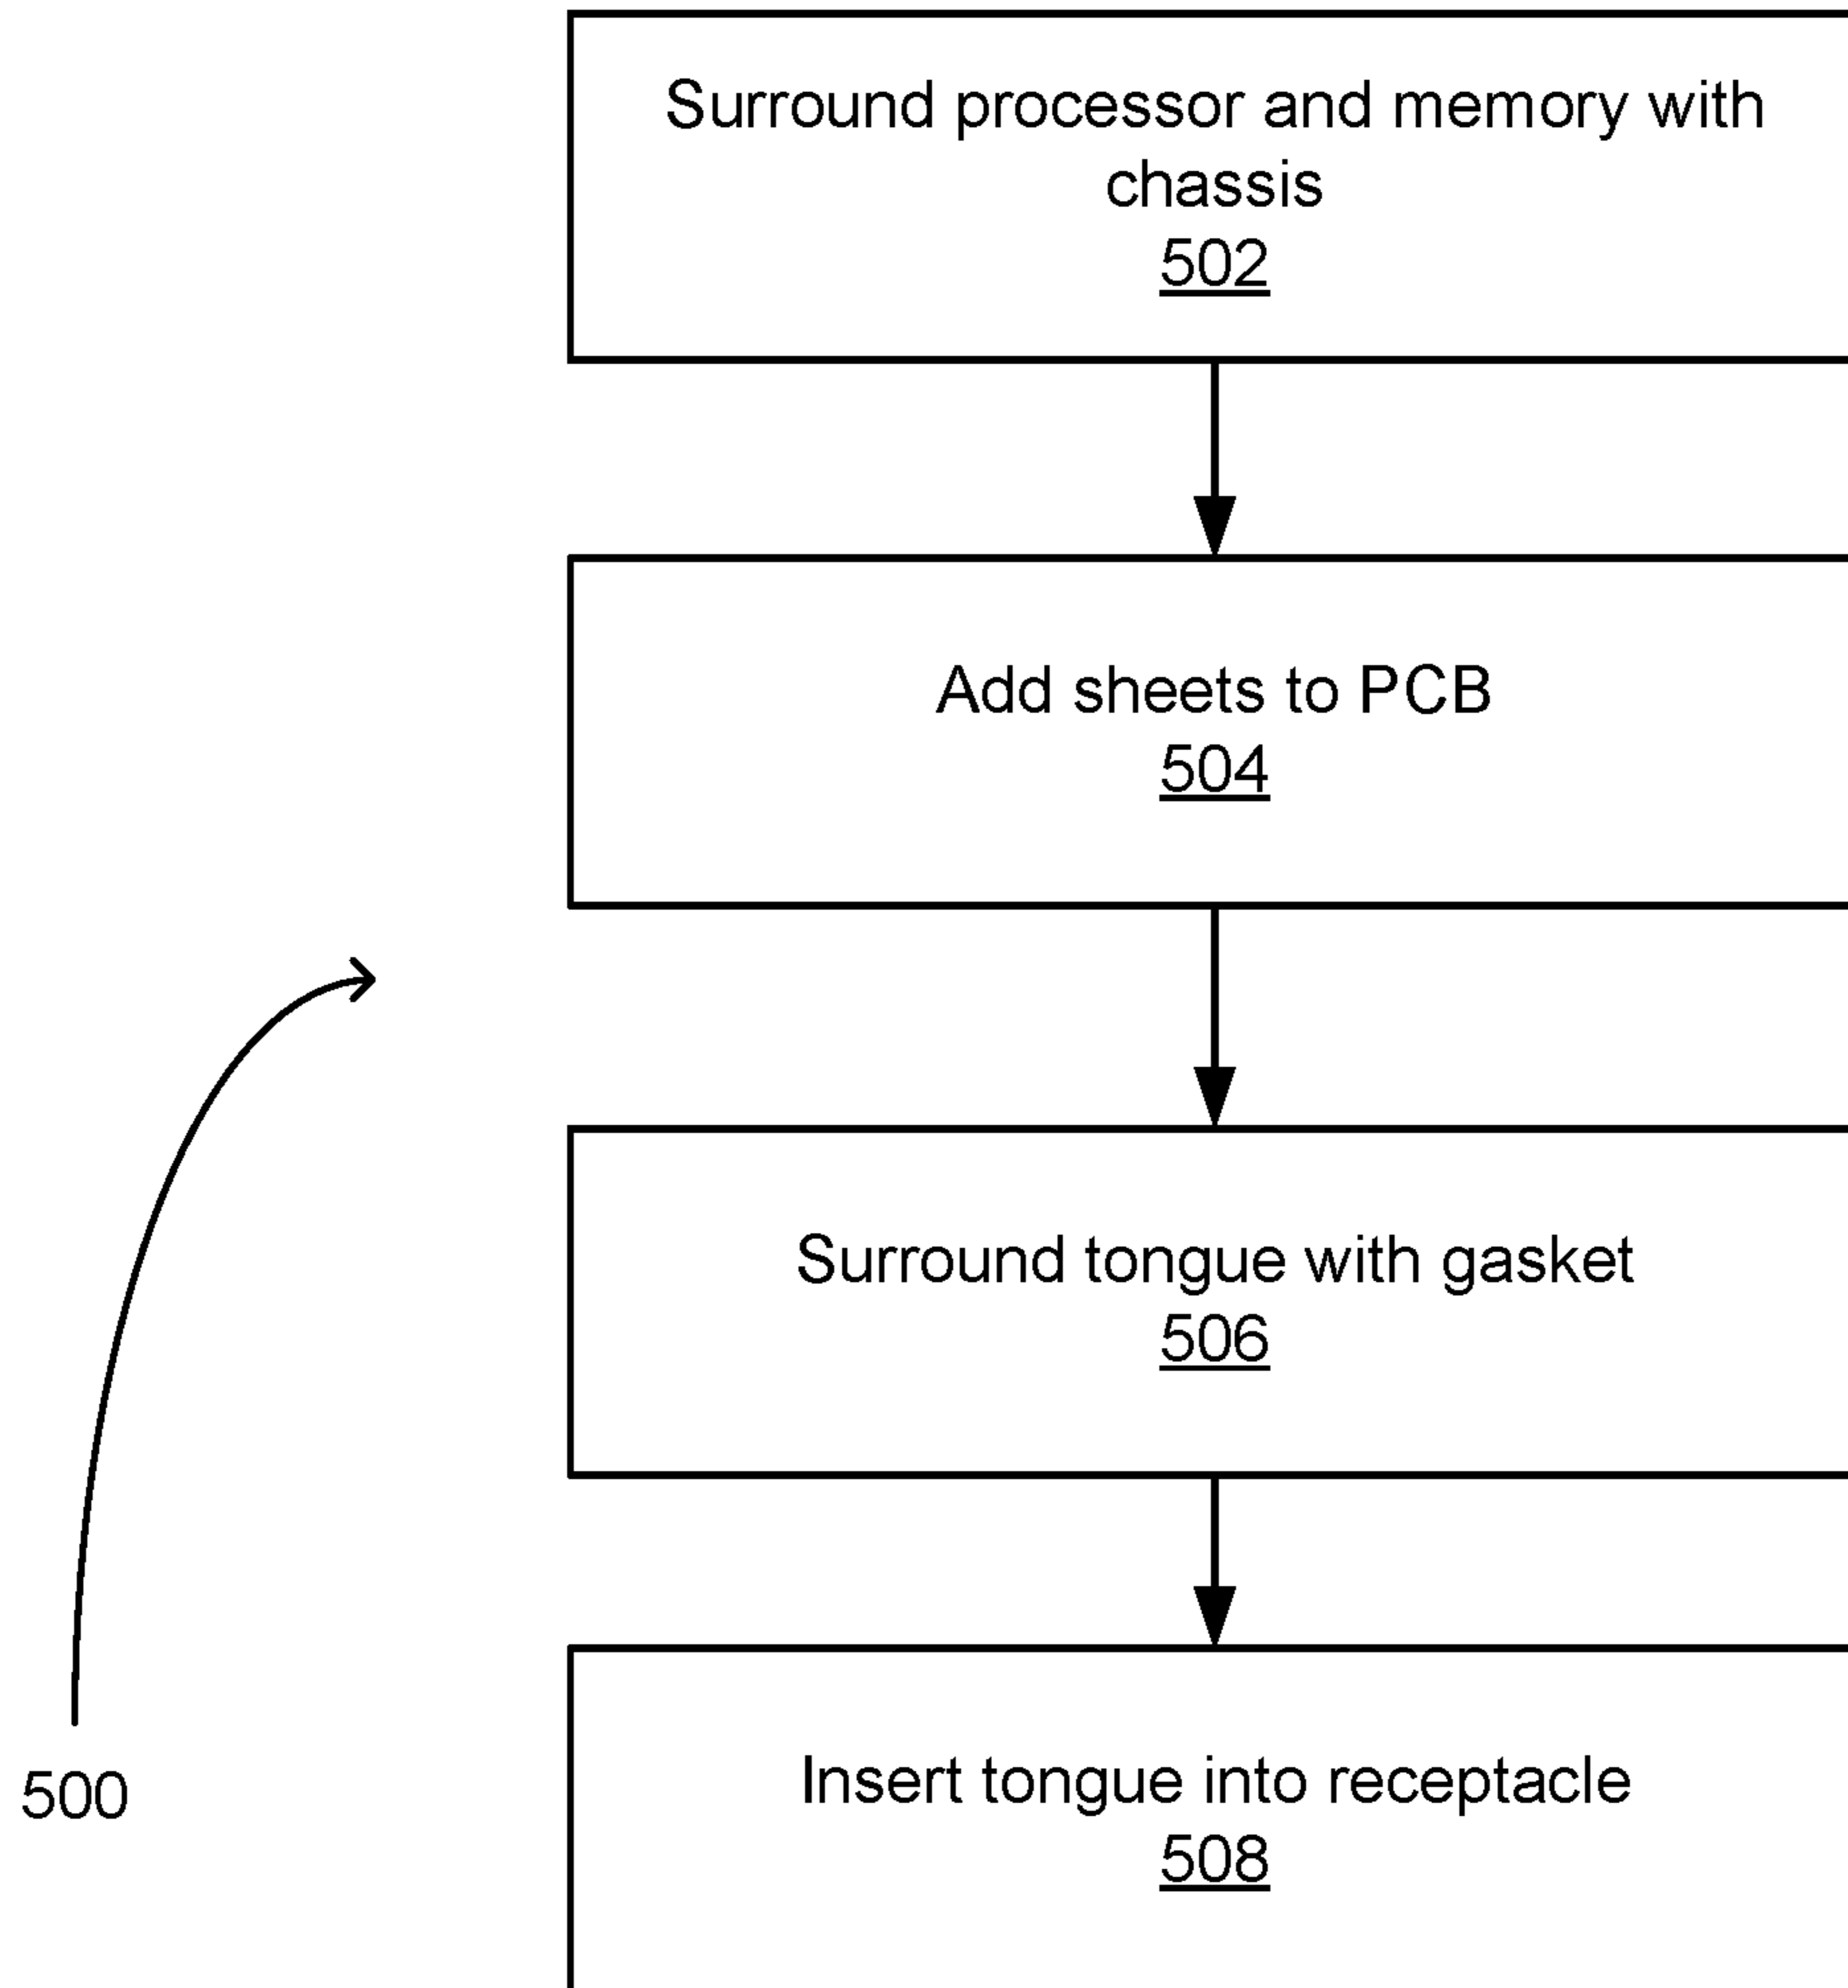 Surround processor and memory with
chassis
502
Add sheets to PCB
504
Surround tongue with gasket
506
Insert tongue into receptacle
508
500